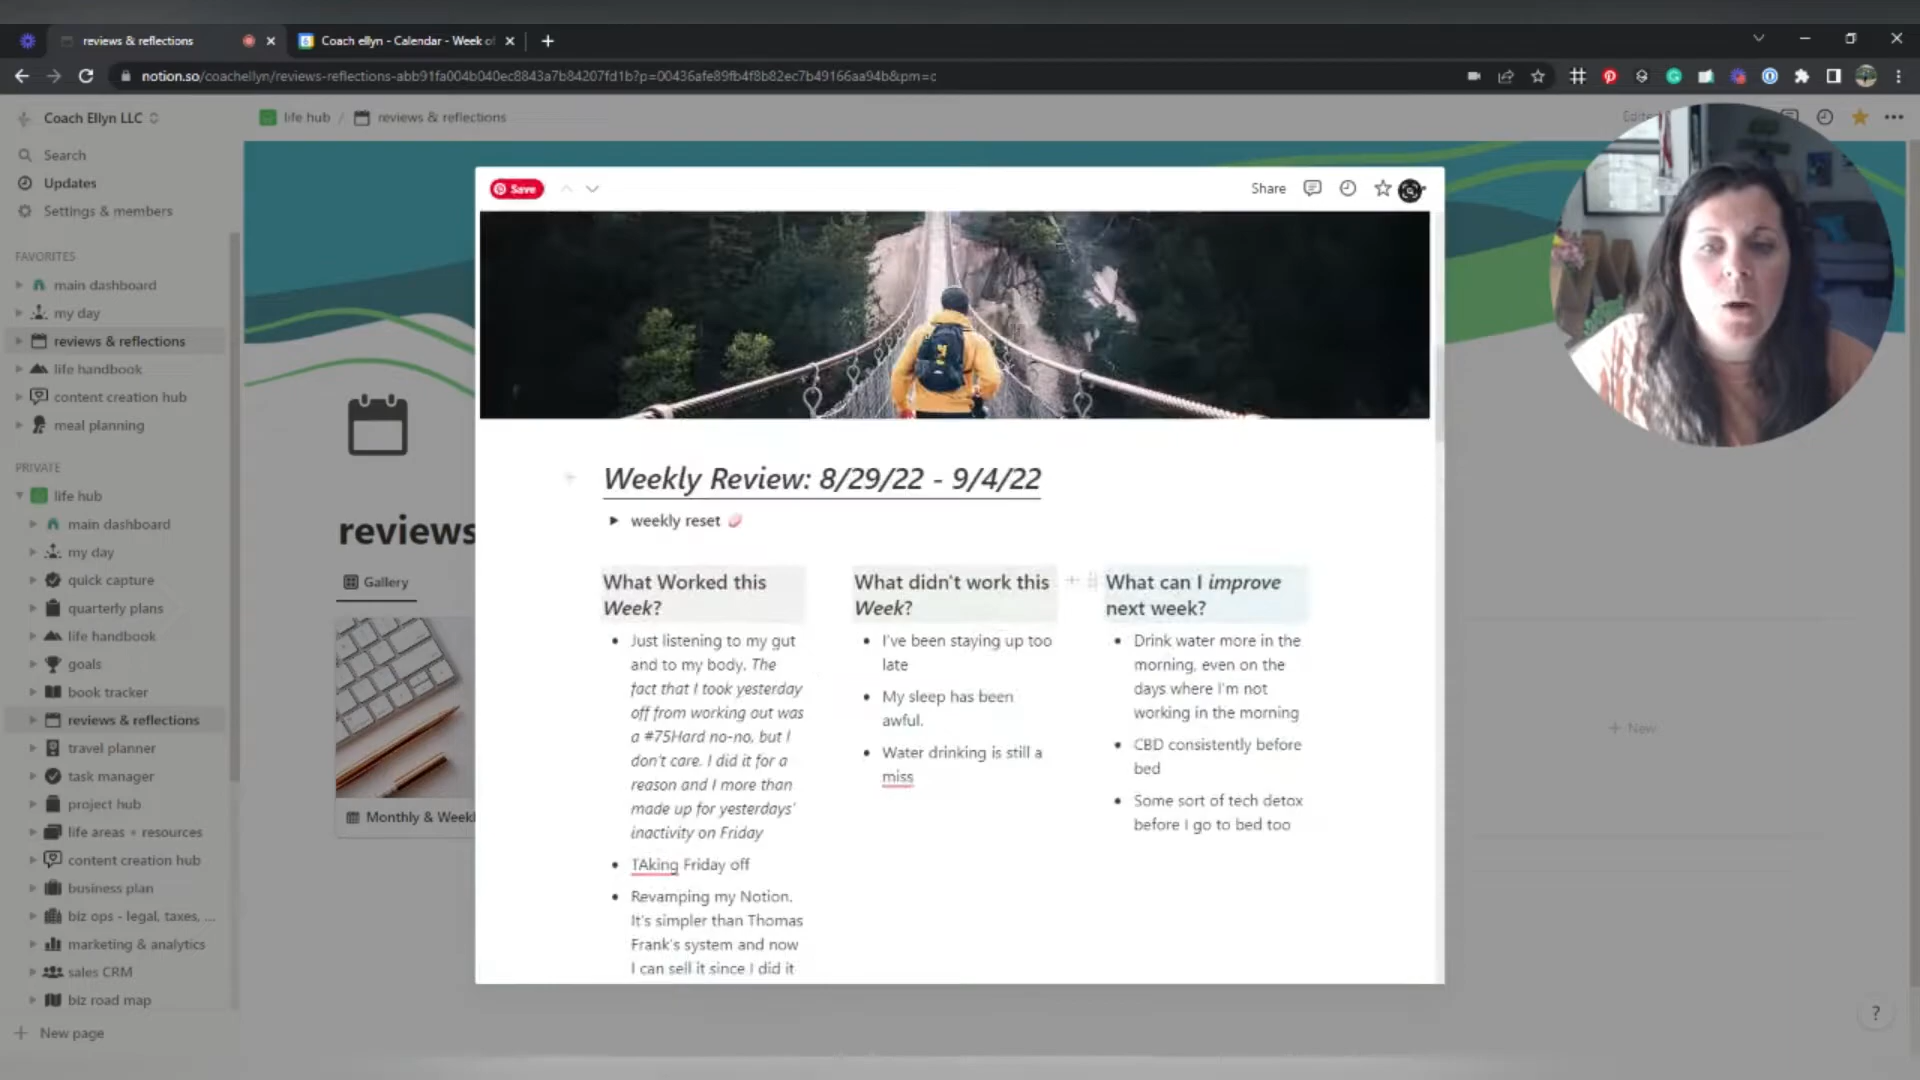 reviews & reflections
Coach ellyn - Calendar - Week of
notion.so/coachellyn/reviews-reflections-abb91fa004b040ec8843a7b84207fd1b?p=00436afe89fb4f8b82ec7b49166aa94b&pm=c
Coach Ellyn LLC
life hub / reviews & reflections
Search
Updates
Settings & members
FAVORITES
main dashboard
my day
reviews & reflections
life handbook
content creation hub
meal planning
PRIVATE
life hub
main dashboard
my day
quick capture
quarterly plans
life handbook
goals
book tracker
reviews & reflections
travel planner
task manager
project hub
life areas + resources
content creation hub
business plan
biz ops - legal, taxes, ...
marketing & analytics
sales CRM
biz road map
New page
reviews
Gallery
Monthly & Weekl
Save
Share
Weekly Review: 8/29/22 - 9/4/22
weekly reset
What Worked this
Week?
Just listening to my gut
and to my body. The
fact that I took yesterday
off from working out was
a #75Hard no-no, but I
don't care. I did it for a
reason and I more than
made up for yesterdays'
inactivity on Friday
TAking Friday off
Revamping my Notion.
It's simpler than Thomas
Frank's system and now
I can sell it since I did it
What didn't work this
Week?
I've been staying up too
late
My sleep has been
awful.
Water drinking is still a
miss
What can I improve
next week?
Drink water more in the
morning, even on the
days where I'm not
working in the morning
CBD consistently before
bed
Some sort of tech detox
before I go to bed too
New
?